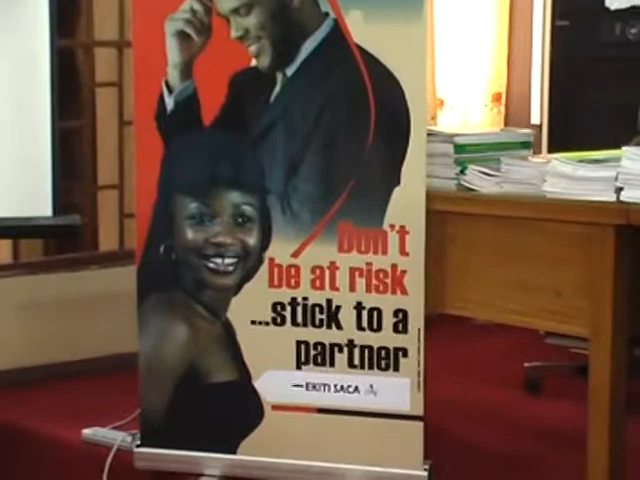 Don't
be at risk
...stick to a
partner
EKITI SACA